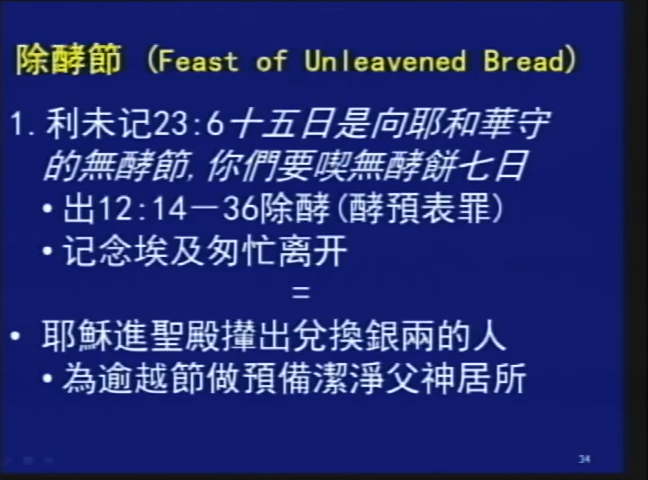 除酵節 (Feast of Unleavened Bread)
1. 利未记23:6十五日是向耶和華守
的無酵節, 你們要喫無酵餅七日
• 出12:14－36除酵(酵預表罪)
• 记念埃及匆忙离开
=
• 耶穌進聖殿攆出兌換銀兩的人
• 為逾越節做預備潔淨父神居所
34